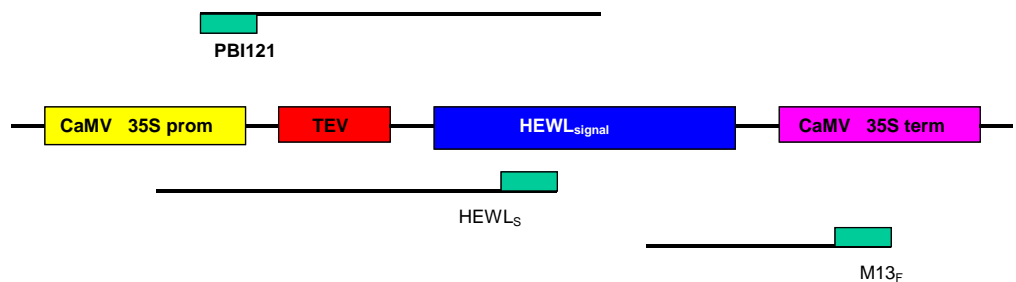 PBI121
CaMV 35S prom
TEV
HEWLsignal
CaMV 35S term
HEWLS
M13F